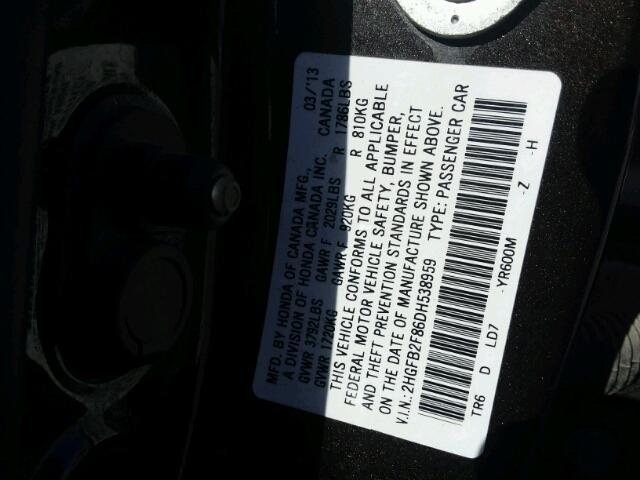 MFD. BY HONDA OF CANADA MFG., 03/'13
A DIVISION OF HONDA CANADA INC. CANADA
GVWR 3792LBS GAWR F 2029LBS R 1786LBS
GVWR 1720KG GAWR F 920KG R 810KG
THIS VEHICLE CONFORMS TO ALL APPLICABLE
FEDERAL MOTOR VEHICLE SAFETY, BUMPER,
AND THEFT PREVENTION STANDARDS IN EFFECT
ON THE DATE OF MANUFACTURE SHOWN ABOVE.
V.I.N.: 2HGFB2F86DH538959 TYPE: PASSENGER CAR
TR6 D LD7 -YR600M -Z -H